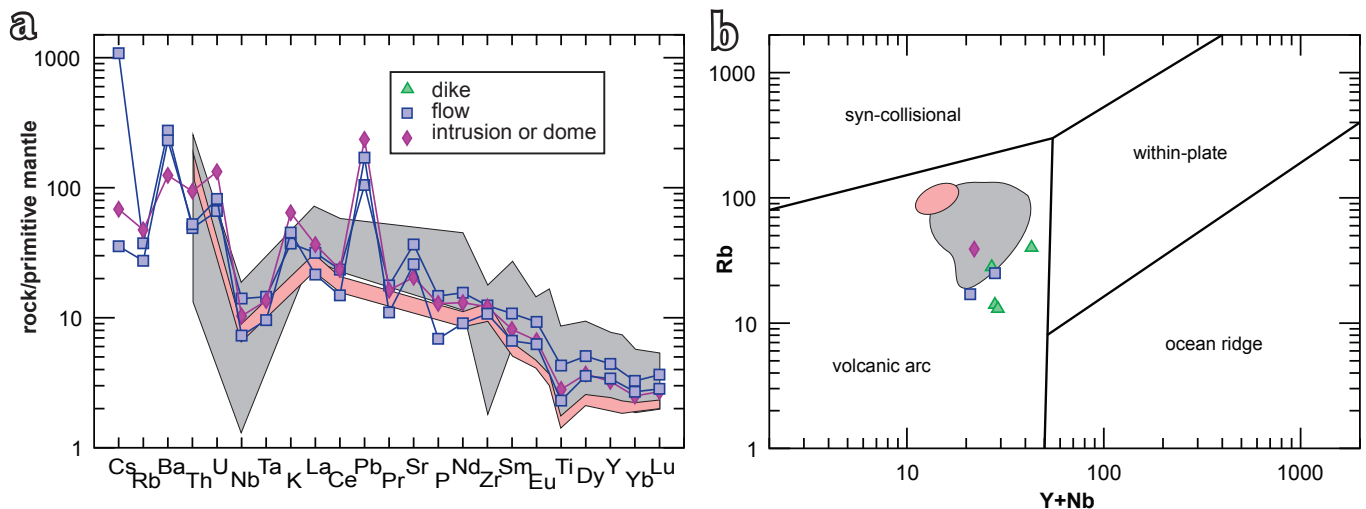 a
rock/primitive mantle
1000
100
10
1
dike
flow
intrusion or dome
Cs Rb Ba Th U Nb Ta K La Ce Pb Pr Sr P Nd Zr Sm Eu Ti Dy Y Yb Lu
b
Rb
1000
100
10
1
syn-collisional
within-plate
volcanic arc
ocean ridge
10 100 1000
Y+Nb